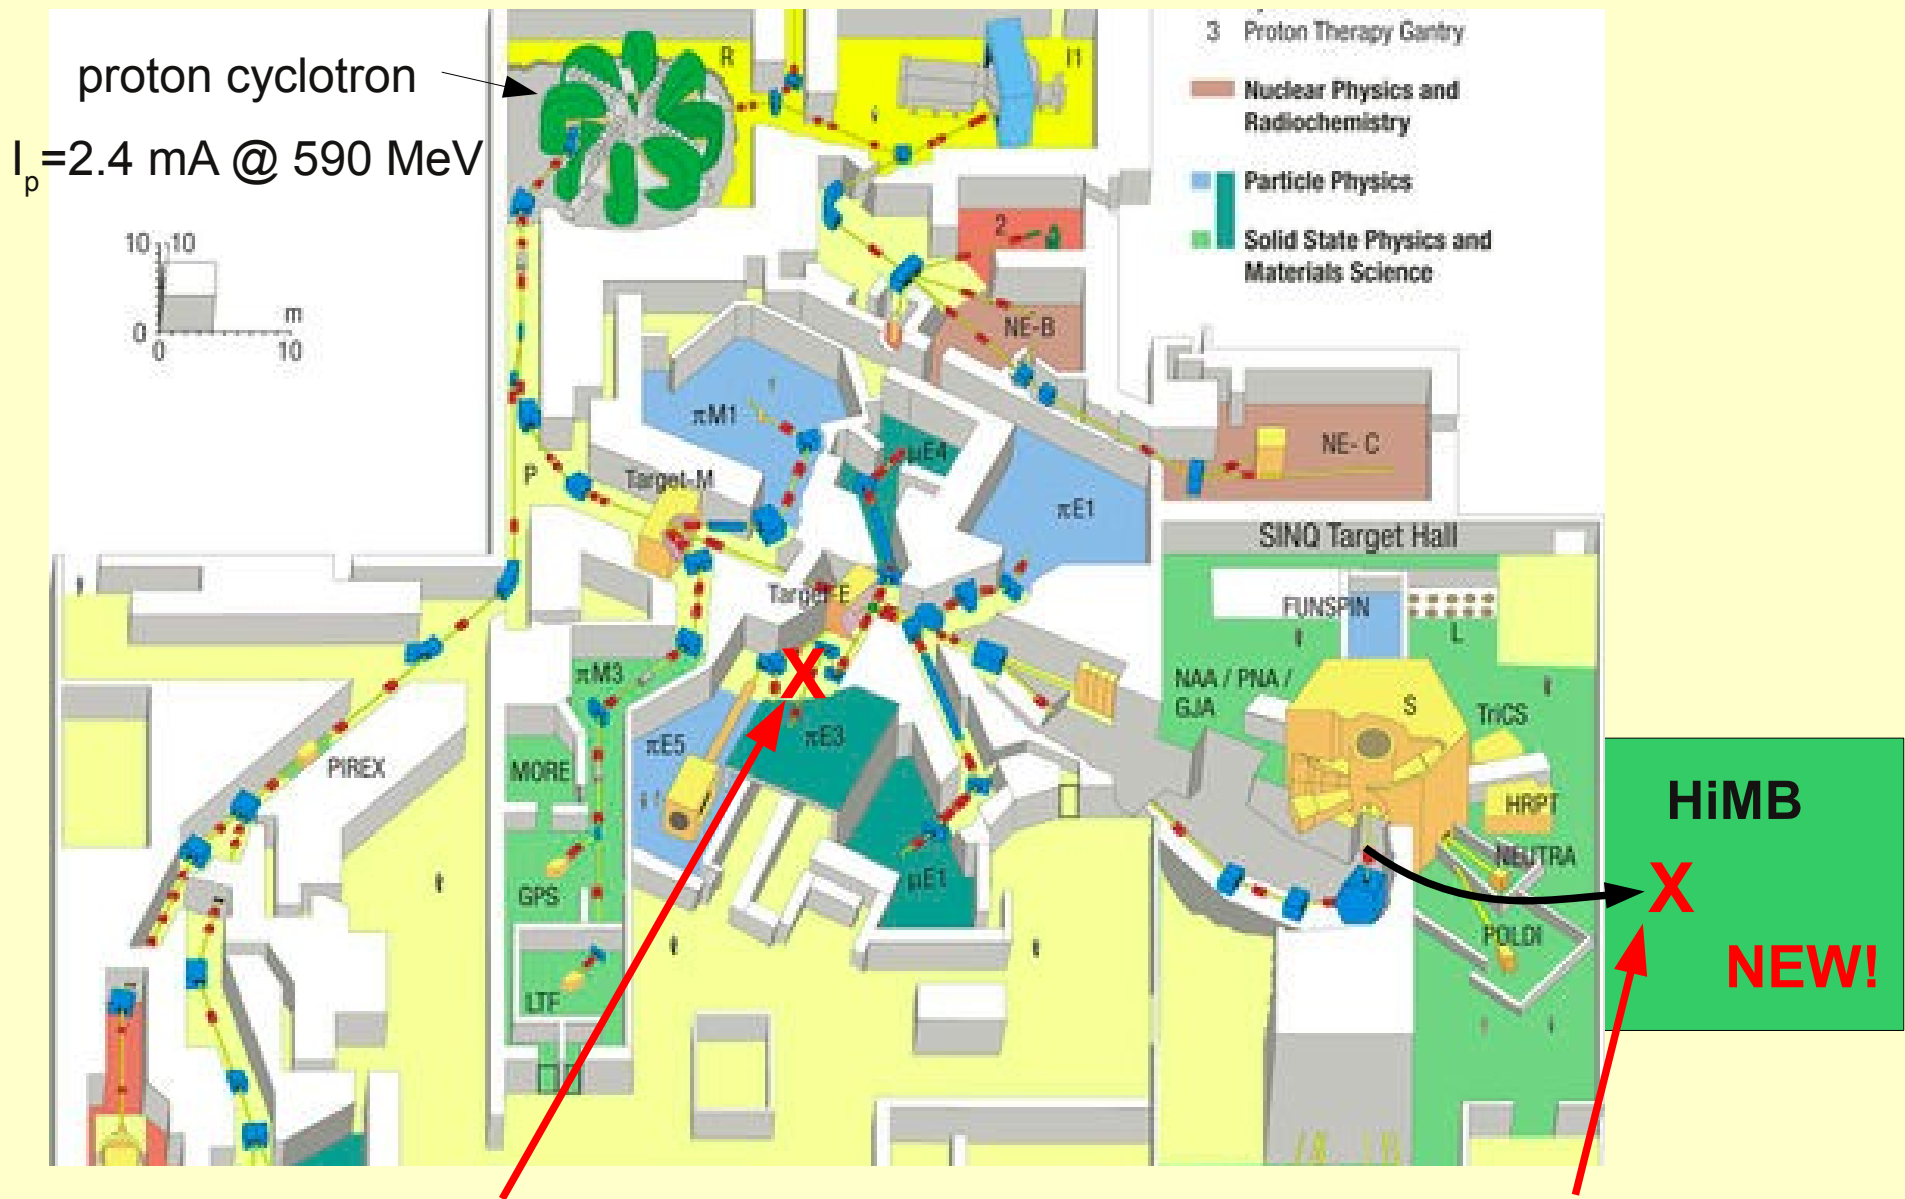 proton cyclotron
Ip=2.4 mA @ 590 MeV
10 10
0
m
0 10
R
I1
3 Proton Therapy Gantry
Nuclear Physics and
Radiochemistry
Particle Physics
Solid State Physics and
Materials Science
2
NE-B
NE- C
πM1
μE4
πE1
P
Target-M
Target-E
SINQ Target Hall
FUNSPIN
L
NAA / PNA /
GJA
S
TriCS
πM3
X
πE5
πE3
PIREX
MORE
HRPT
HiMB
NEUTRA
GPS
μE1
X
POLDI
NEW!
LTF